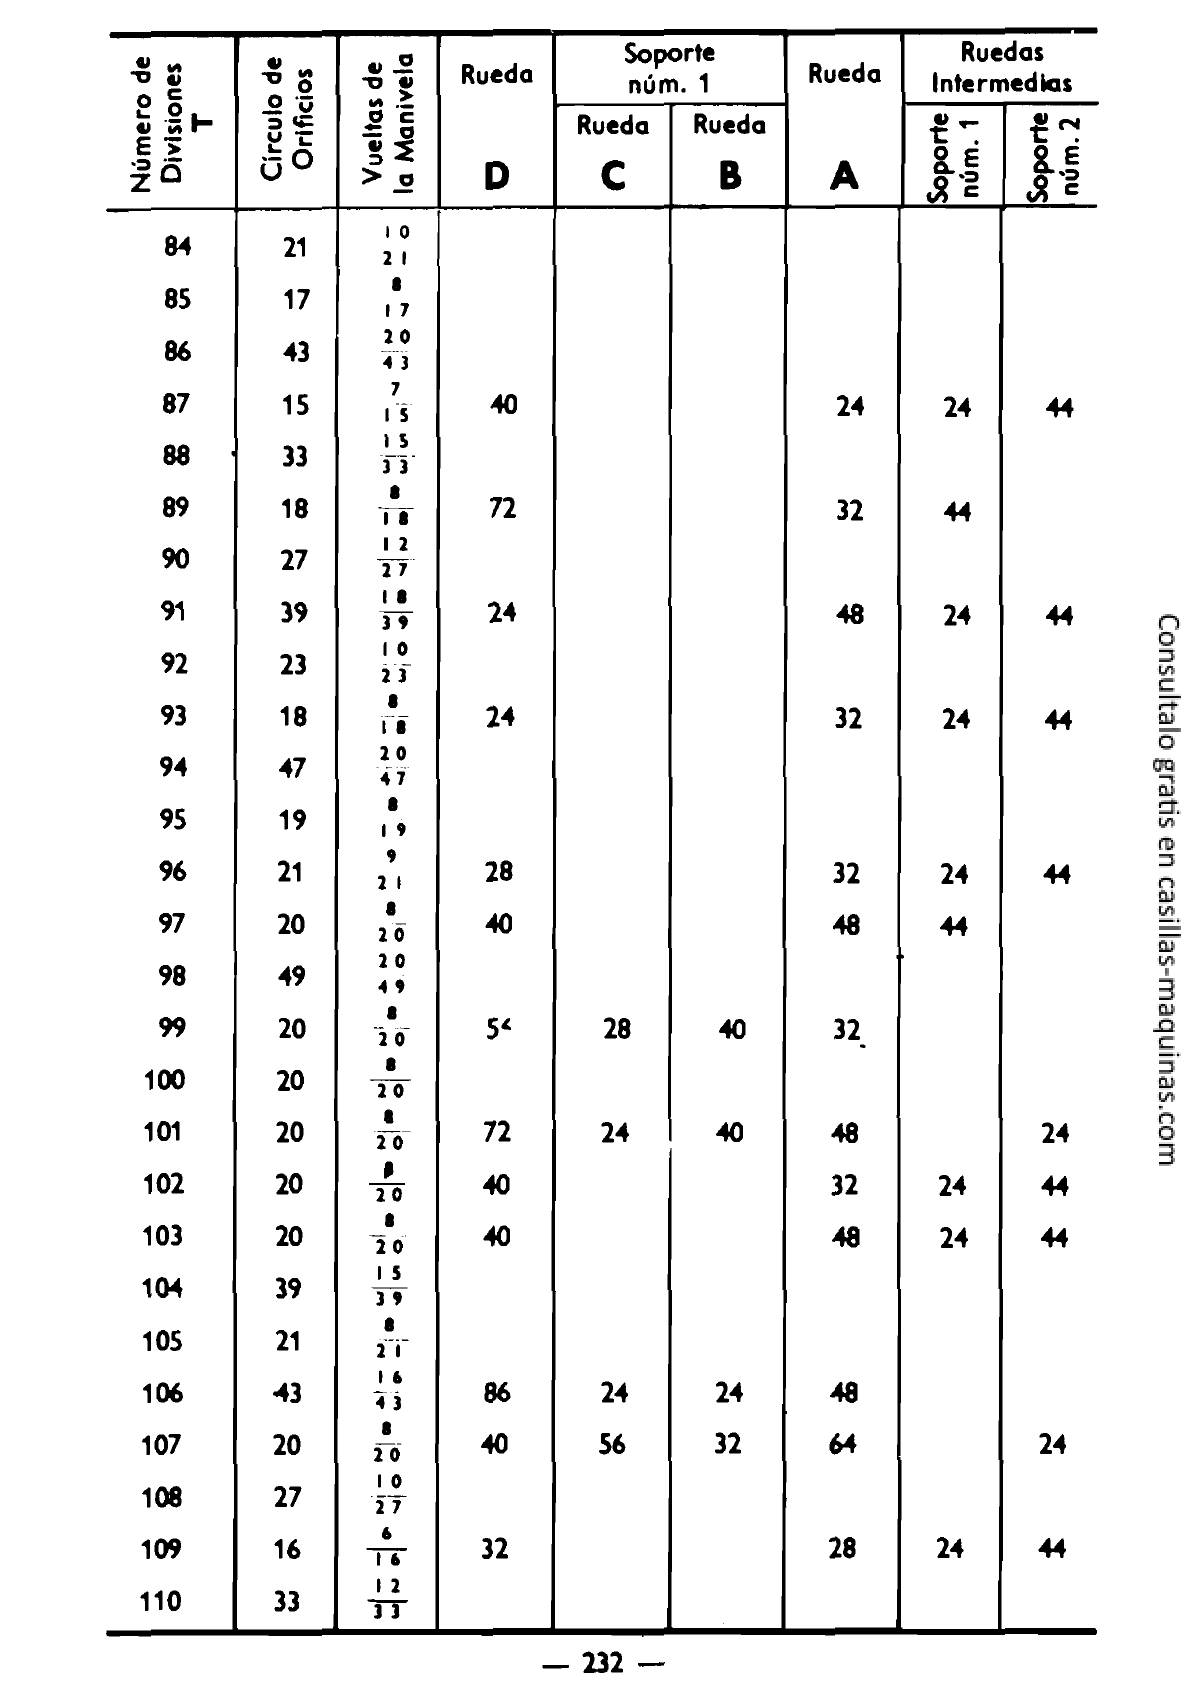 Número de Divisiones T | Círculo de Orificios | Vueltas de la Manivela | Rueda D | Soporte núm. 1 Rueda C | Soporte núm. 1 Rueda B | Rueda A | Ruedas Intermedias Soporte núm. 1 | Ruedas Intermedias Soporte núm. 2
84 21 10/21
85 17 8/17
86 43 20/43
87 15 7/15 40 24 24 44
88 33 15/33
89 18 8/18 72 32 44
90 27 12/27
91 39 18/39 24 48 24 44
92 23 10/23
93 18 8/18 24 32 24 44
94 47 20/47
95 19 8/19
96 21 9/21 28 32 24 44
97 20 8/20 40 48 44
98 49 20/49
99 20 8/20 28 40 32
100 20 8/20
101 20 8/20 72 24 40 48 24
102 20 8/20 40 32 24 44
103 20 8/20 40 48 24 44
104 39 15/39
105 21 8/21
106 43 16/43 86 24 24 48
107 20 8/20 40 56 32 64 24
108 27 10/27
109 16 6/16 32 28 24 44
110 33 12/33
— 232 —
Consultalo gratis en casillas-maquinas.com